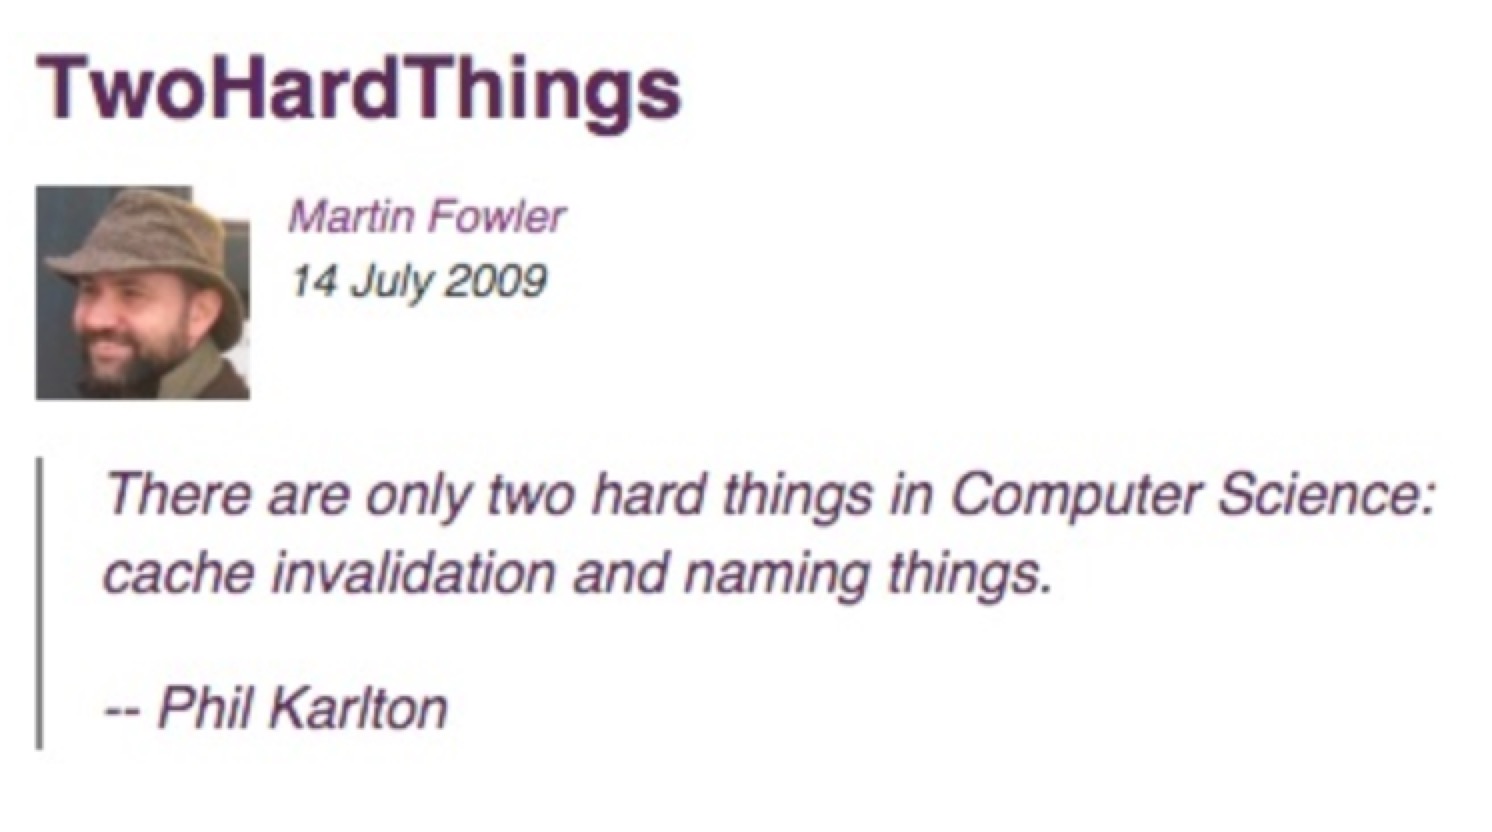 TwoHardThings
Martin Fowler
14 July 2009
There are only two hard things in Computer Science:
cache invalidation and naming things.
-- Phil Karlton